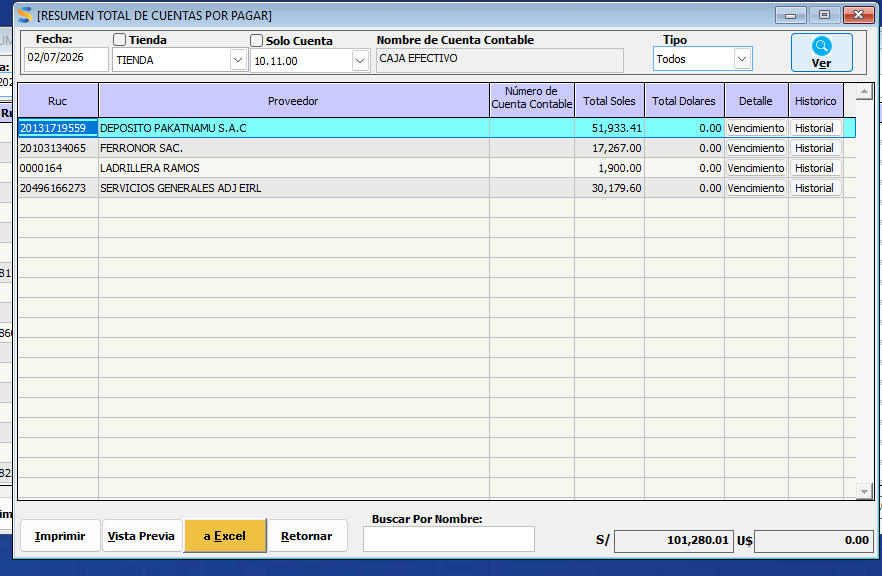 [RESUMEN TOTAL DE CUENTAS POR PAGAR]
Fecha: Tienda Solo Cuenta Nombre de Cuenta Contable Tipo
02/07/2026 TIENDA 10.11.00 CAJA EFECTIVO Todos Ver
Ruc Proveedor Número de Cuenta Contable Total Soles Total Dolares Detalle Historico
20131719559 DEPOSITO PAKATNAMU S.A.C 51,933.41 0.00 Vencimiento Historial
20103134065 FERRONOR SAC. 17,267.00 0.00 Vencimiento Historial
0000164 LADRILLERA RAMOS 1,900.00 0.00 Vencimiento Historial
20496166273 SERVICIOS GENERALES ADJ EIRL 30,179.60 0.00 Vencimiento Historial
Imprimir Vista Previa a Excel Retornar Buscar Por Nombre: S/ 101,280.01 U$ 0.00